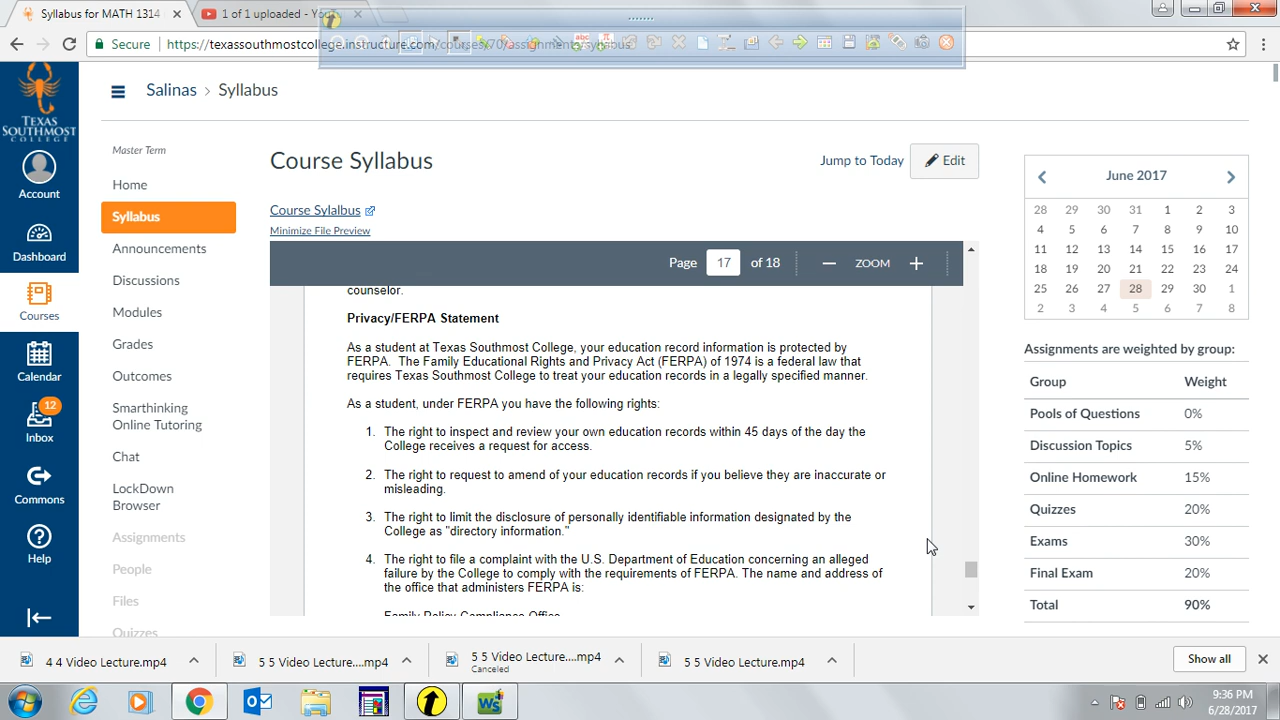 Syllabus for MATH 1314
1 of 1 uploaded - You
Secure
https://texassouthmostcollege.instructure.com/courses/70/assignments/syllabus
TEXAS
SOUTHMOST
COLLEGE
Account
Dashboard
Courses
Calendar
12
Inbox
Commons
Help
Salinas > Syllabus
Master Term
Home
Syllabus
Announcements
Discussions
Modules
Grades
Outcomes
Smarthinking
Online Tutoring
Chat
LockDown
Browser
Assignments
People
Files
Quizzes
Course Syllabus
Jump to Today
Edit
Course Sylalbus
Minimize File Preview
Page 17 of 18
ZOOM
counselor.
Privacy/FERPA Statement
As a student at Texas Southmost College, your education record information is protected by
FERPA. The Family Educational Rights and Privacy Act (FERPA) of 1974 is a federal law that
requires Texas Southmost College to treat your education records in a legally specified manner.
As a student, under FERPA you have the following rights:
1. The right to inspect and review your own education records within 45 days of the day the
College receives a request for access.
2. The right to request to amend of your education records if you believe they are inaccurate or
misleading.
3. The right to limit the disclosure of personally identifiable information designated by the
College as "directory information."
4. The right to file a complaint with the U.S. Department of Education concerning an alleged
failure by the College to comply with the requirements of FERPA. The name and address of
the office that administers FERPA is:
Family Policy Compliance Office
June 2017
28 29 30 31 1 2 3
4 5 6 7 8 9 10
11 12 13 14 15 16 17
18 19 20 21 22 23 24
25 26 27 28 29 30 1
2 3 4 5 6 7 8
Assignments are weighted by group:
Group Weight
Pools of Questions 0%
Discussion Topics 5%
Online Homework 15%
Quizzes 20%
Exams 30%
Final Exam 20%
Total 90%
4 4 Video Lecture.mp4
5 5 Video Lecture....mp4
5 5 Video Lecture....mp4
Canceled
5 5 Video Lecture.mp4
Show all
9:36 PM
6/28/2017